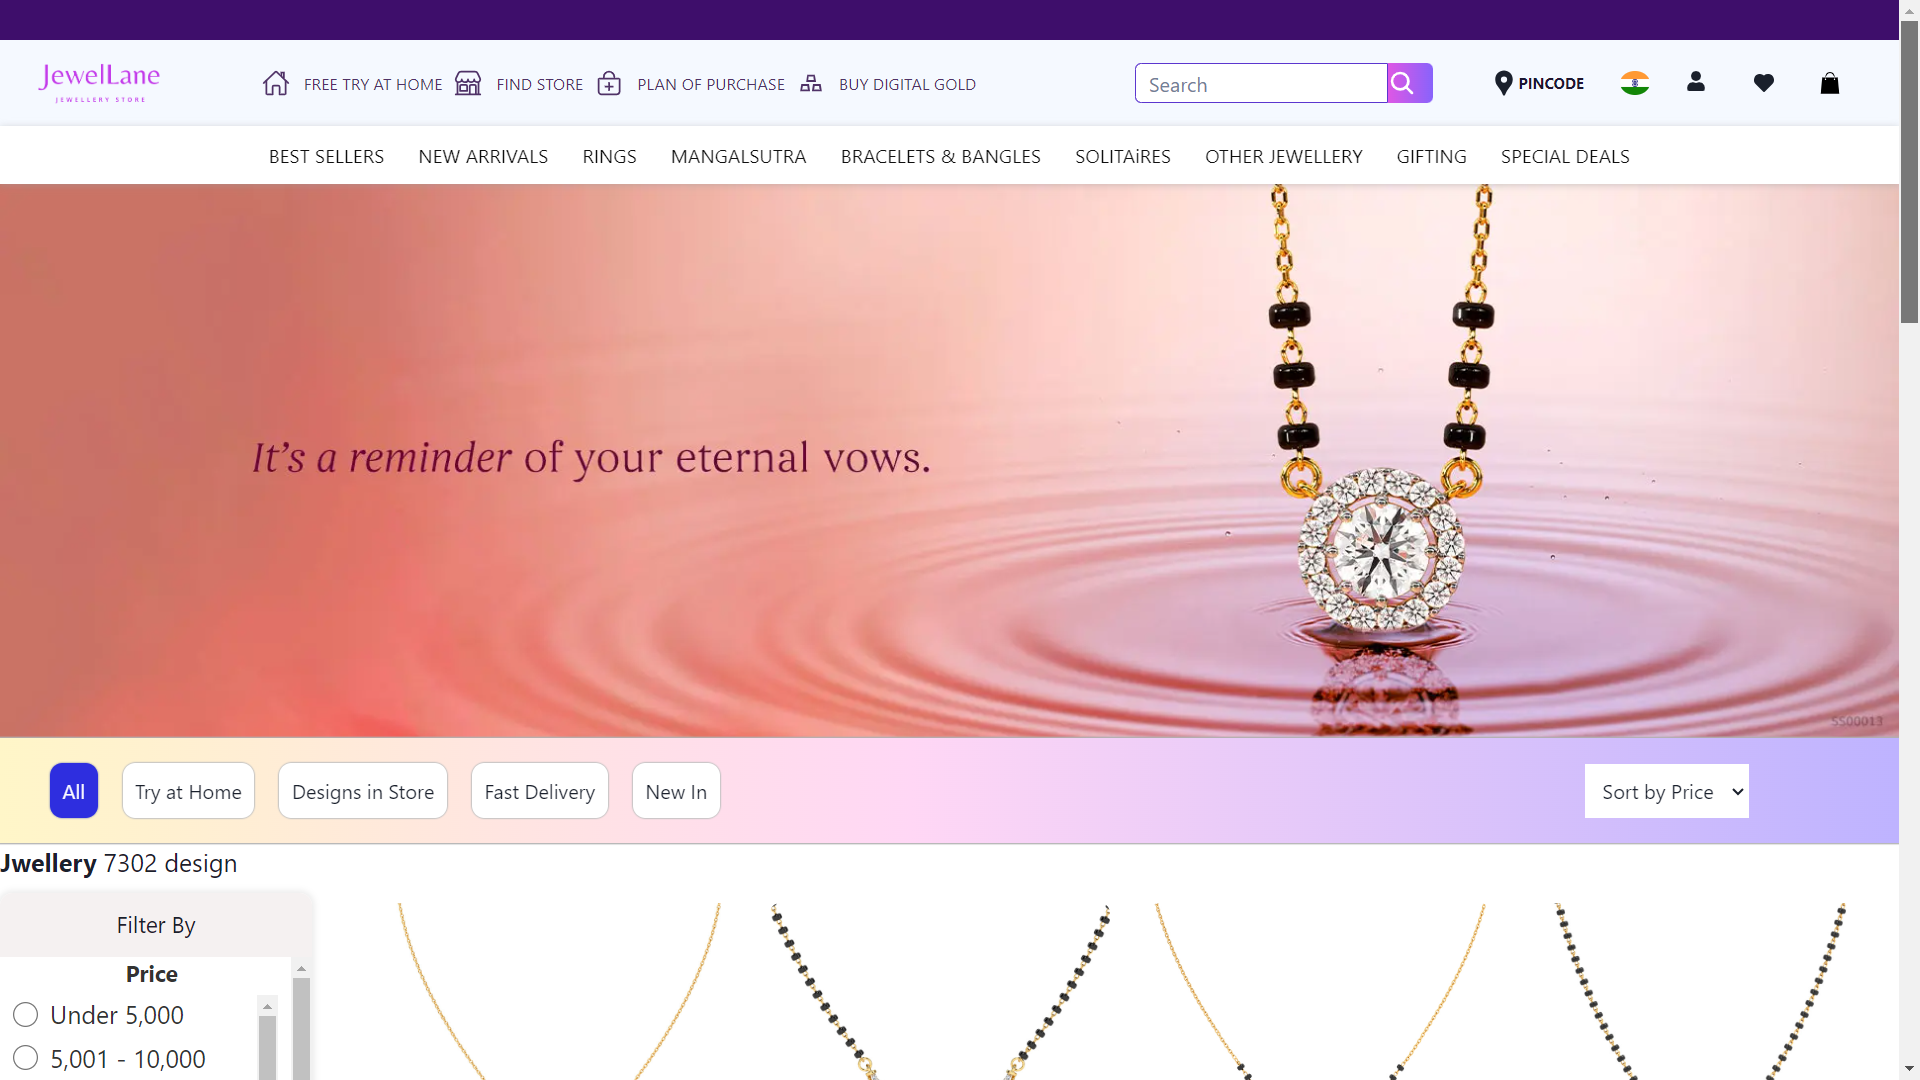 JewelLane
JEWELLERY STORE
FREE TRY AT HOME
FIND STORE
PLAN OF PURCHASE
BUY DIGITAL GOLD
Search
PINCODE
BEST SELLERS
NEW ARRIVALS
RINGS
MANGALSUTRA
BRACELETS & BANGLES
SOLITAiRES
OTHER JEWELLERY
GIFTING
SPECIAL DEALS
It's a reminder of your eternal vows.
SS00013
All
Try at Home
Designs in Store
Fast Delivery
New In
Sort by Price
Jwellery 7302 design
Filter By
Price
Under 5,000
5,001 - 10,000